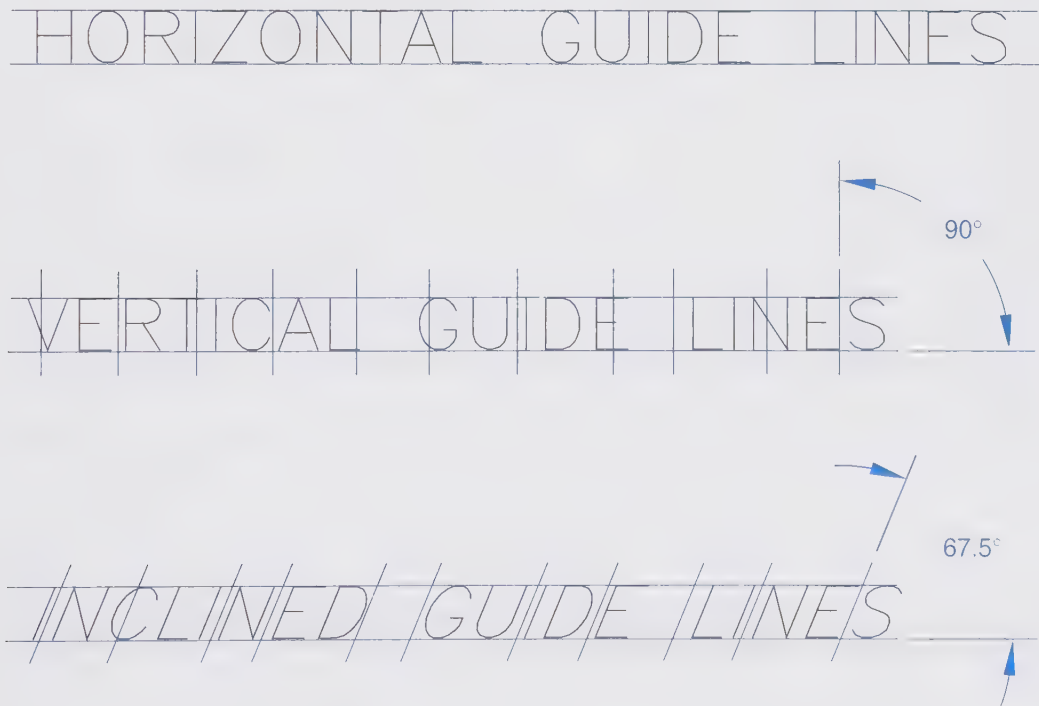 HORIZONTAL GUIDE LINES
90°
VERTICAL GUIDE LINES
67.5°
INCLINED GUIDE LINES